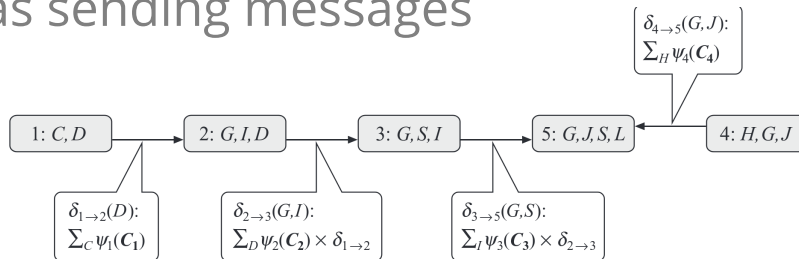 as sending messages
δ4→5(G,J):
∑H ψ4(C4)
1: C,D
2: G,I,D
3: G,S,I
5: G,J,S,L
4: H,G,J
δ1→2(D):
∑C ψ1(C1)
δ2→3(G,I):
∑D ψ2(C2) × δ1→2
δ3→5(G,S):
∑I ψ3(C3) × δ2→3